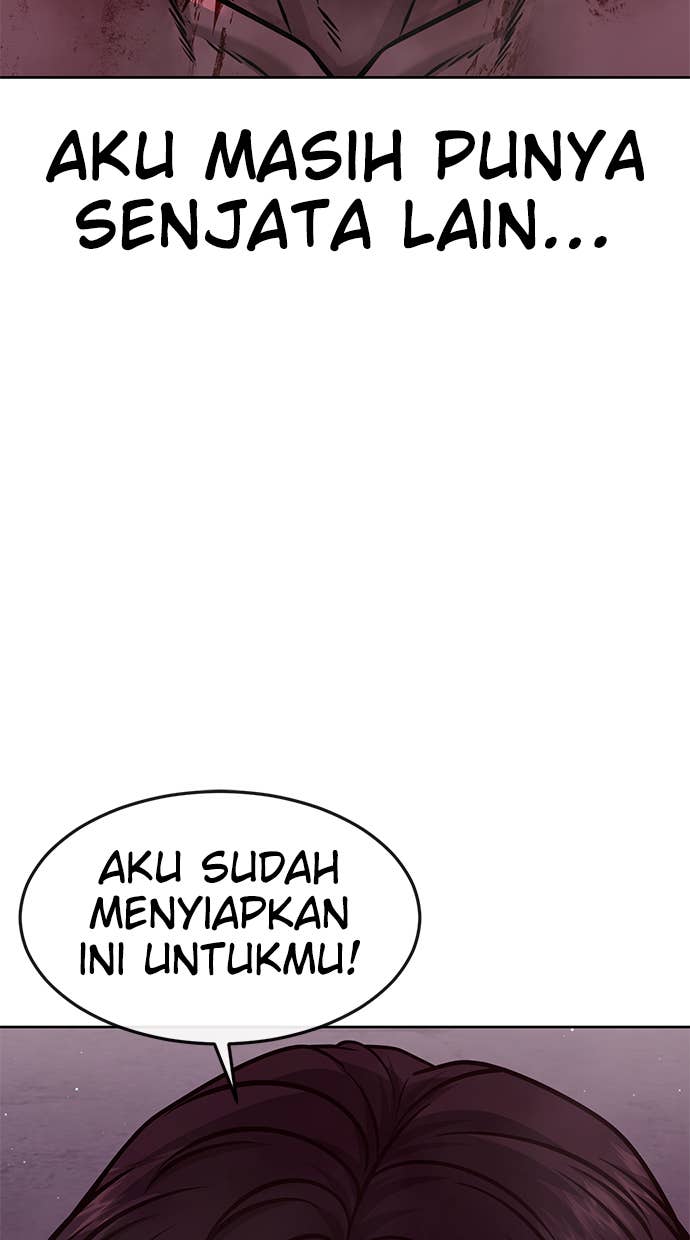 AKU MASIH PUNYA
SENJATA LAIN...
AKU SUDAH
MENYIAPKAN
INI UNTUKMU!